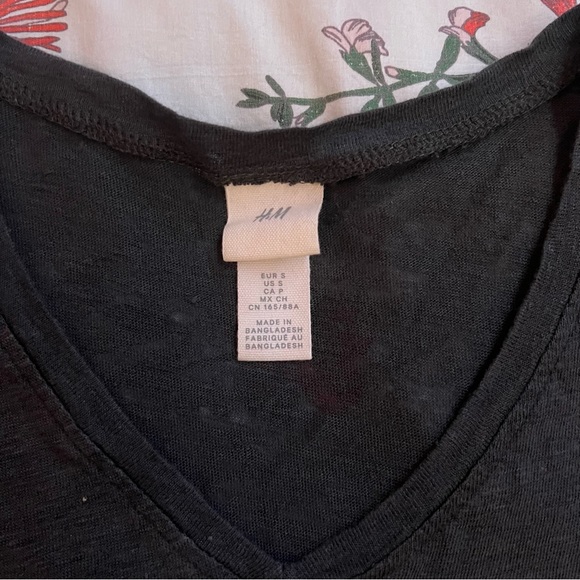 H&M
EUR S
US S
CA P
MX CH
CN 165/88A
MADE IN
BANGLADESH
FABRIQUÉ AU
BANGLADESH